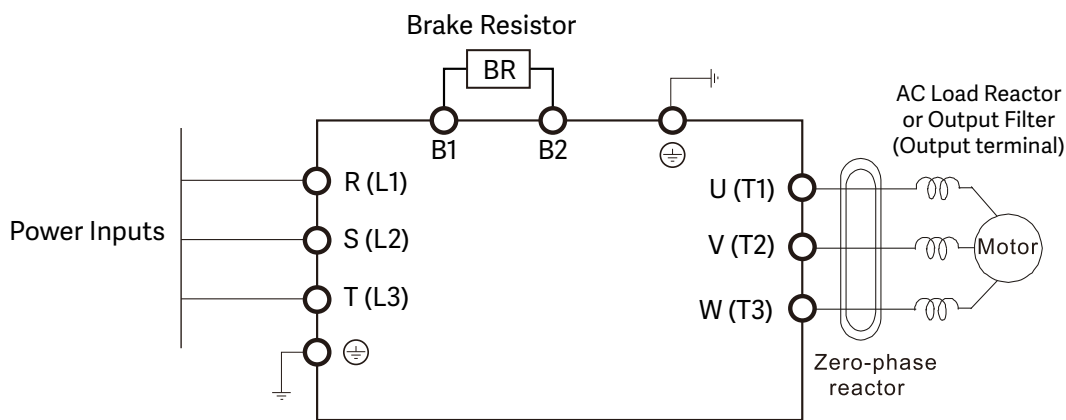 Brake Resistor
BR
B1
B2
AC Load Reactor
or Output Filter
(Output terminal)
Power Inputs
R (L1)
S (L2)
T (L3)
U (T1)
V (T2)
W (T3)
Motor
Zero-phase
reactor